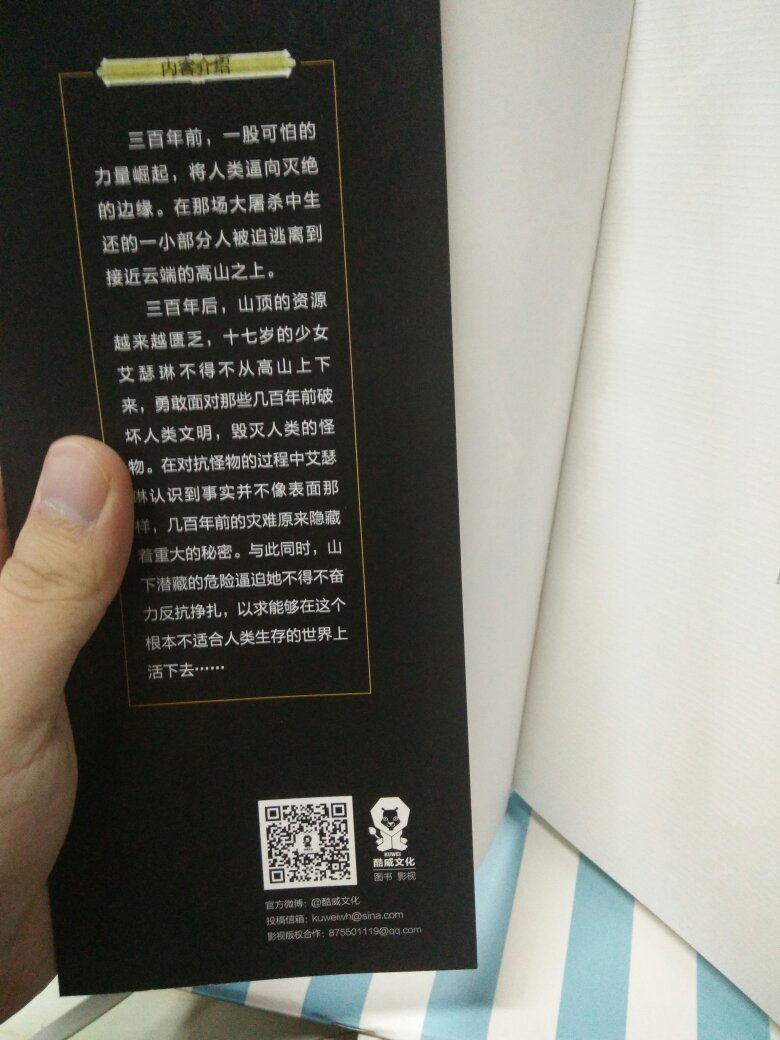 内容介绍
三百年前，一股可怕的
力量崛起，将人类逼向灭绝
的边缘。在那场大屠杀中生
还的一小部分人被迫逃离到
接近云端的高山之上。
三百年后，山顶的资源
越来越匮乏，十七岁的少女
艾瑟琳不得不从高山上下
来，勇敢面对那些几百年前破
坏人类文明，毁灭人类的怪
物。在对抗怪物的过程中艾瑟
琳认识到事实并不像表面那
样，几百年前的灾难原来隐藏
着重大的秘密。与此同时，山
下潜藏的危险逼迫她不得不奋
力反抗挣扎，以求能够在这个
根本不适合人类生存的世界上
活下去……
KUWEI
酷威文化
图书 影视
官方微博：@酷威文化
投稿信箱：kuweiwh@sina.com
影视版权合作：875501119@qq.com